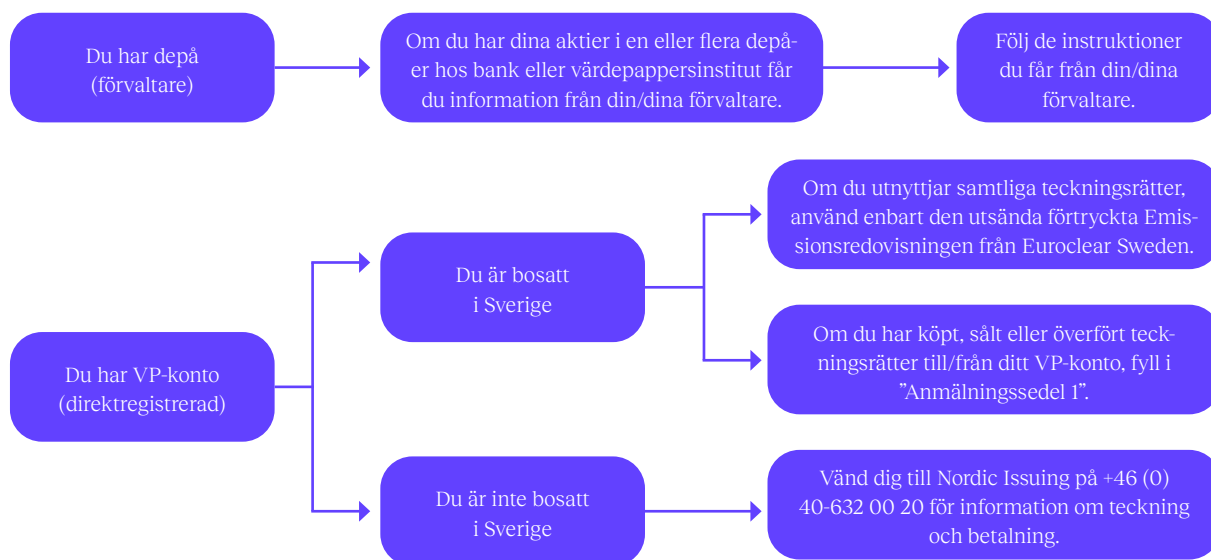 Du har depå
(förvaltare)
Om du har dina aktier i en eller flera depå-
er hos bank eller värdepappersinstitut får
du information från din/dina förvaltare.
Följ de instruktioner
du får från din/dina
förvaltare.
Du har VP-konto
(direktregistrerad)
Du är bosatt
i Sverige
Om du utnyttjar samtliga teckningsrätter,
använd enbart den utsända förtryckta Emis-
sionsredovisningen från Euroclear Sweden.
Om du har köpt, sålt eller överfört teck-
ningsrätter till/från ditt VP-konto, fyll i
”Anmälningssedel 1”.
Du är inte bosatt
i Sverige
Vänd dig till Nordic Issuing på +46 (0)
40-632 00 20 för information om teckning
och betalning.